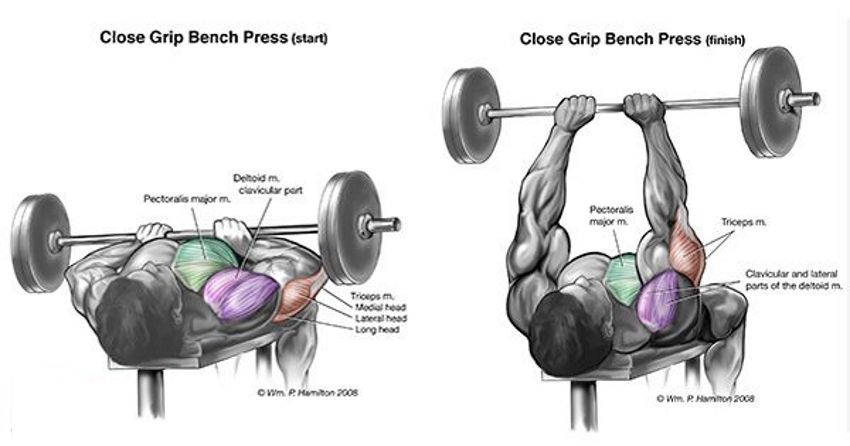 Close Grip Bench Press (start)
Deltoid m.
clavicular part
Pectoralis major m.
Triceps m.
Medial head
Lateral head
Long head
© Wm. P. Hamilton 2008
Close Grip Bench Press (finish)
Pectoralis
major m.
Triceps m.
Clavicular and lateral
parts of the deltoid m.
© Wm. P. Hamilton 2008